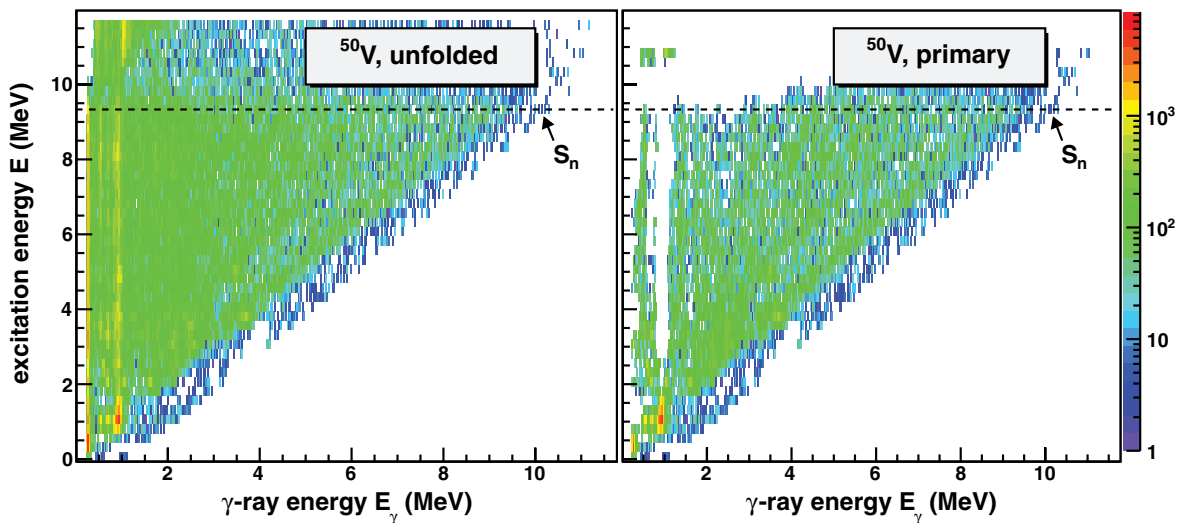 ⁵⁰V, unfolded
⁵⁰V, primary
excitation energy E (MeV)
10
8
6
4
2
0
Sₙ
Sₙ
10³
10²
10
1
2 4 6 8 10
2 4 6 8 10
γ-ray energy Eᵧ (MeV)
γ-ray energy Eᵧ (MeV)